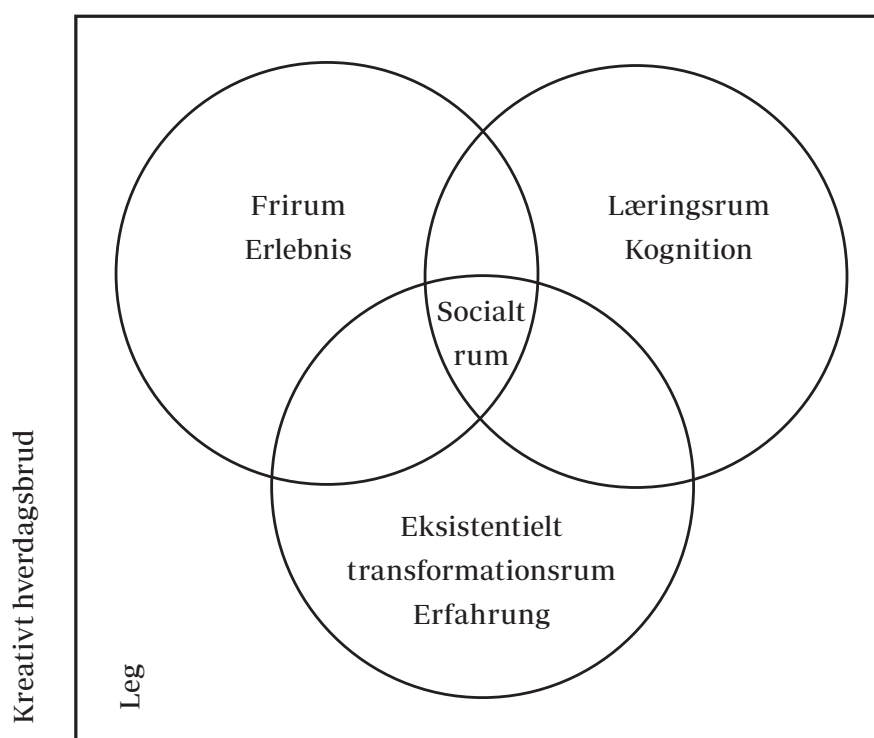 Frirum
Erlebnis
Læringsrum
Kognition
Socialt
rum
Eksistentielt
transformationsrum
Erfahrung
Leg
Kreativt hverdagsbrud